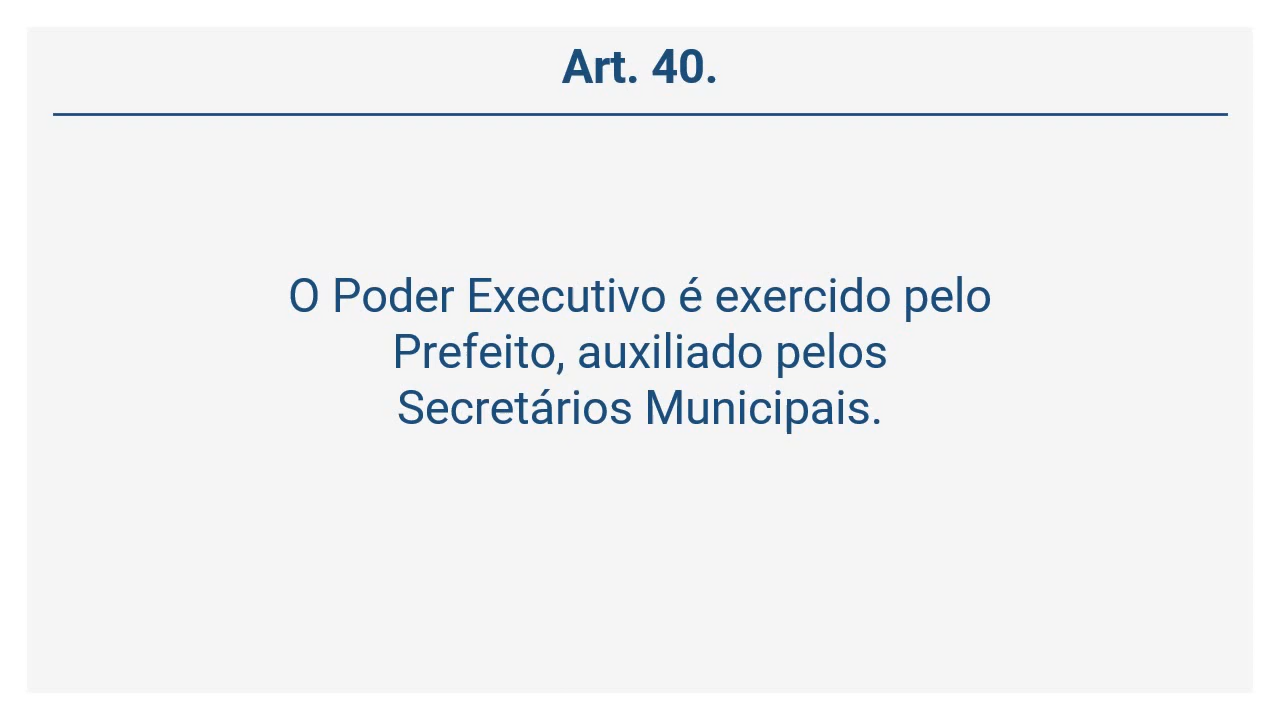 Art. 40.
O Poder Executivo é exercido pelo
Prefeito, auxiliado pelos
Secretários Municipais.